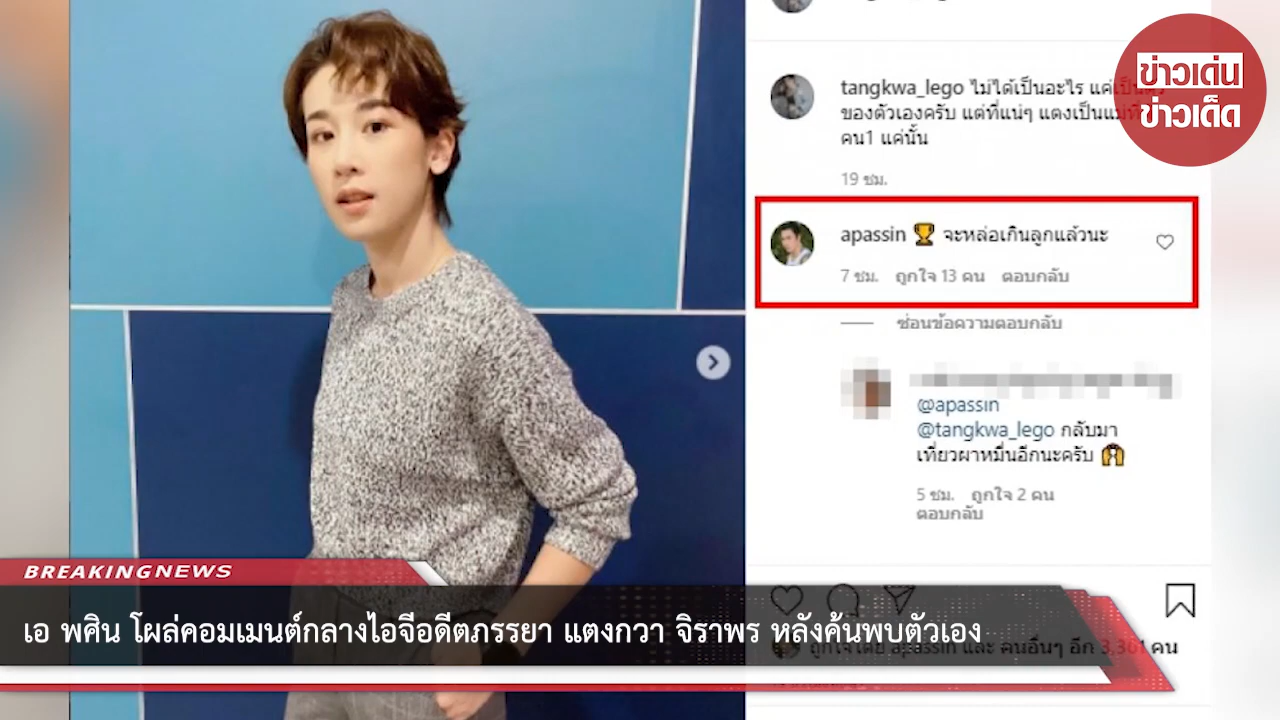 ข่าวเด่น
ข่าวเด็ด
tangkwa_lego ไม่ได้เป็นอะไร แค่เป็นตัว
ของตัวเองครับ แต่ที่แน่ๆ แตงเป็นแม่ที่
คน1 แค่นั้น
19 ชม.
apassin 🏆 จะหล่อเกินลูกแล้วนะ
7 ชม. ถูกใจ 13 คน ตอบกลับ
ซ่อนข้อความตอบกลับ
@apassin
@tangkwa_lego กลับมา
เที่ยวผาหมื่นอีกนะครับ 🙌
5 ชม. ถูกใจ 2 คน
ตอบกลับ
BREAKING NEWS
เอ พศิน โผล่คอมเมนต์กลางไอจีอดีตภรรยา แตงกวา จิราพร หลังค้นพบตัวเอง
ถูกใจโดย apassin และ คนอื่นๆ อีก 3,361 คน